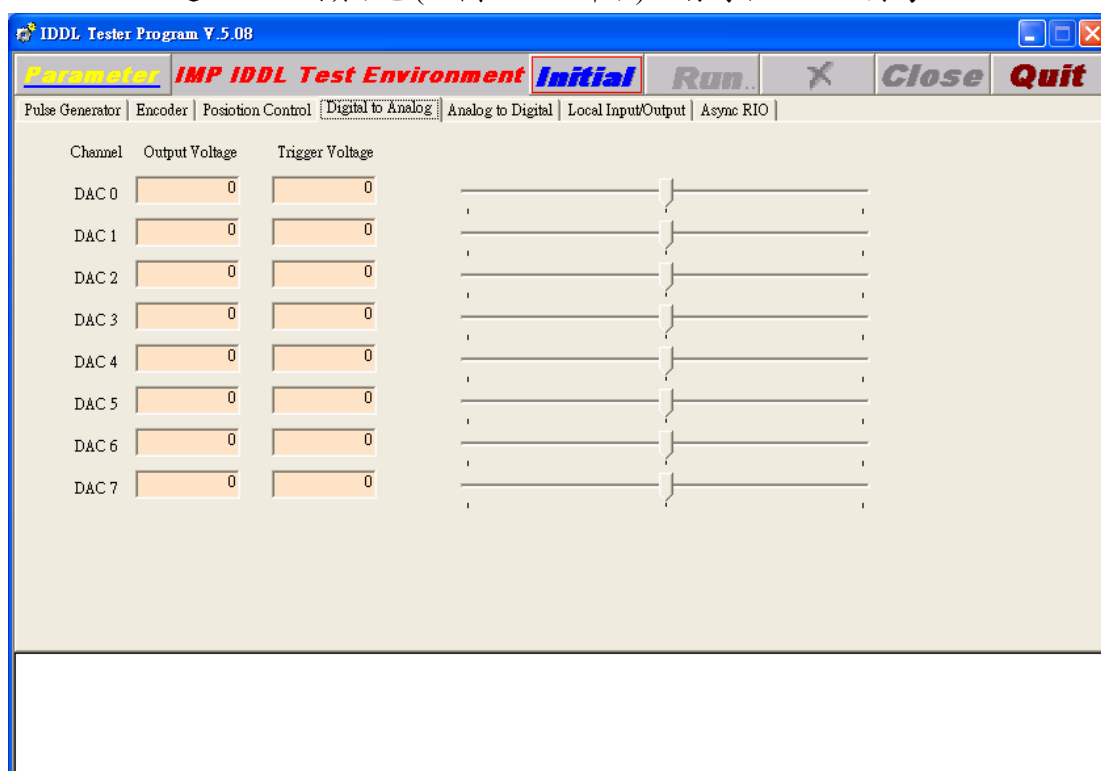 IDDL Tester Program V.5.08
Parameter IMP IDDL Test Environment Initial Run.. X Close Quit
Pulse Generator Encoder Posiotion Control Digital to Analog Analog to Digital Local Input/Output Async RIO
Channel Output Voltage Trigger Voltage
DAC 0 0 0
DAC 1 0 0
DAC 2 0 0
DAC 3 0 0
DAC 4 0 0
DAC 5 0 0
DAC 6 0 0
DAC 7 0 0